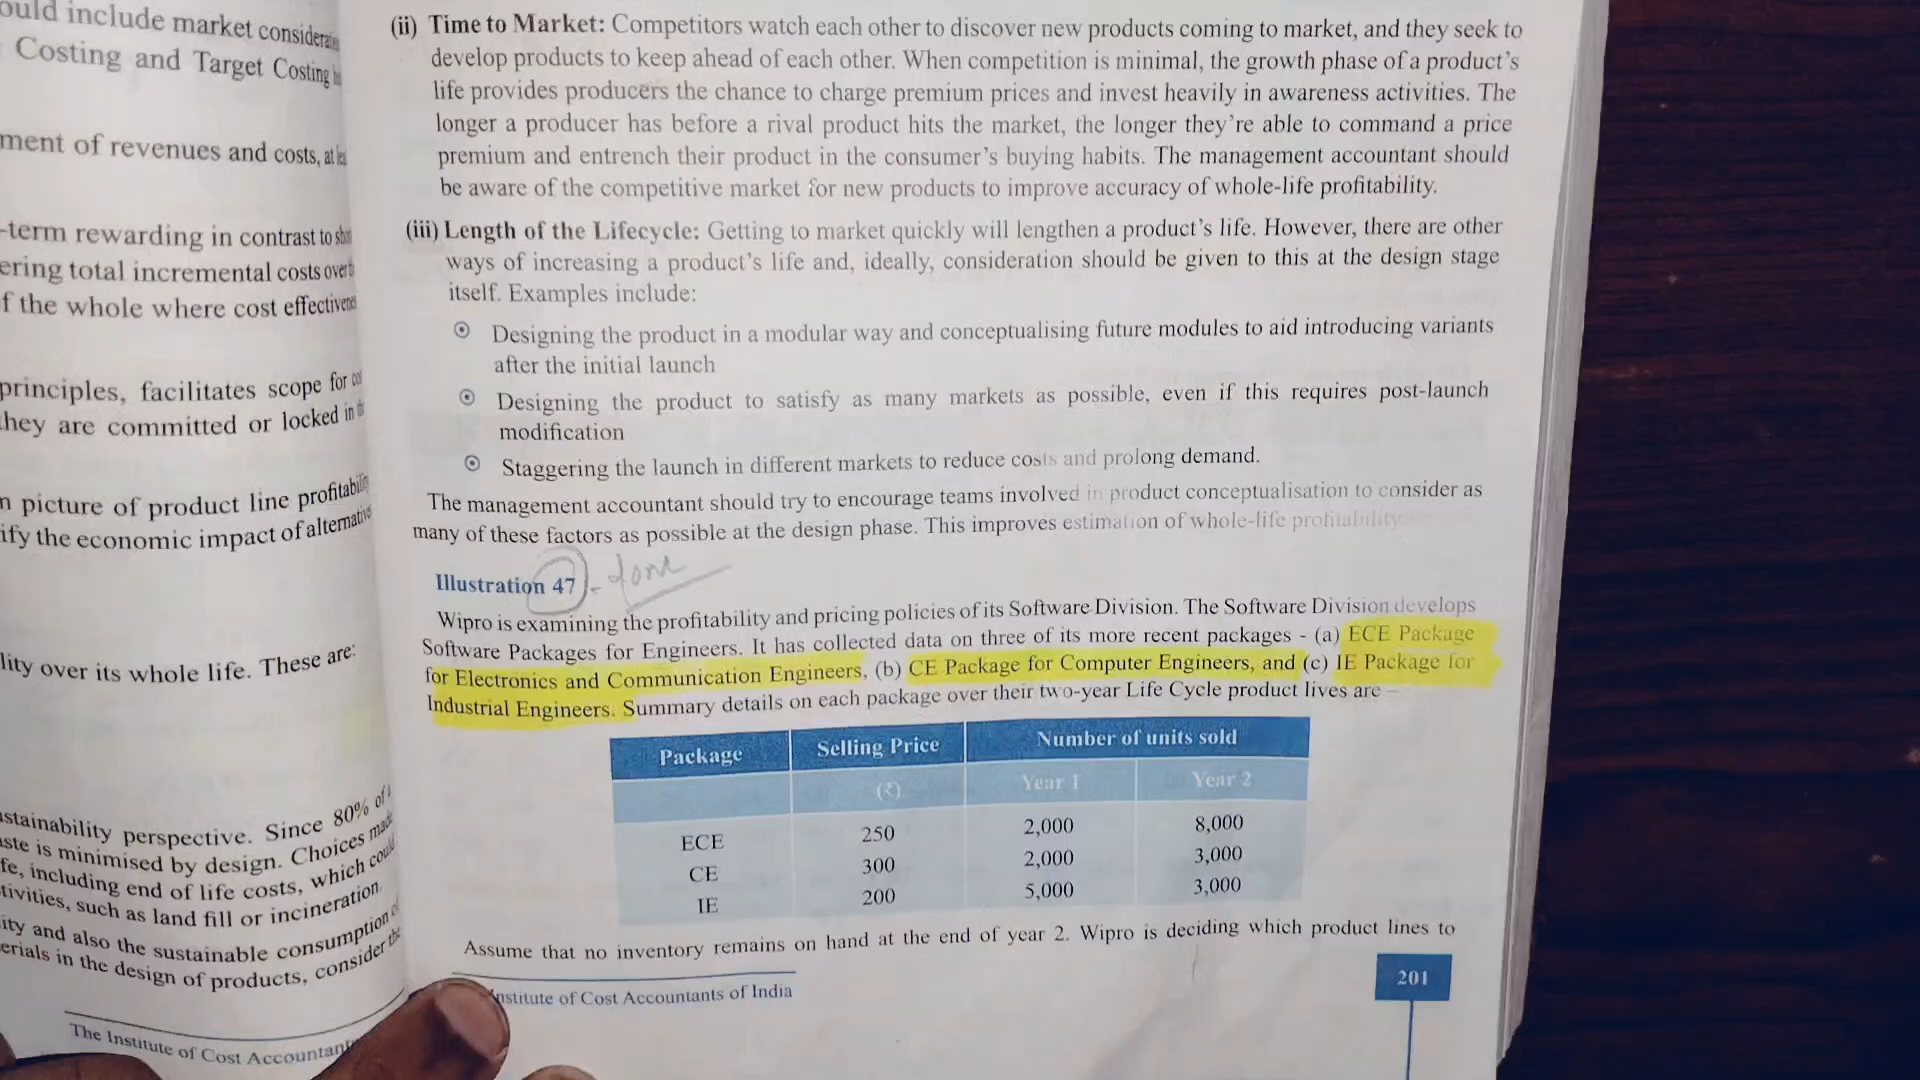 ould include market
Costing and Target Costing
ment of revenues and costs,
-term rewarding in contrast to
ering total incremental costs
f the whole where cost
principles, facilitates scope for
they are committed or locked in
n picture of product line
ify the economic impact of
lity over its whole life. These are:
stainability perspective. Since 80% of
ste is minimised by design. Choices
fe, including end of life costs, which
tivities, such as land fill or incineration.
ity and also the sustainable consumption
erials in the design of products, consider
The Institute of Cost
(ii) Time to Market: Competitors watch each other to discover new products coming to market, and they seek to
develop products to keep ahead of each other. When competition is minimal, the growth phase of a product's
life provides producers the chance to charge premium prices and invest heavily in awareness activities. The
longer a producer has before a rival product hits the market, the longer they're able to command a price
premium and entrench their product in the consumer's buying habits. The management accountant should
be aware of the competitive market for new products to improve accuracy of whole-life profitability.
(iii) Length of the Lifecycle: Getting to market quickly will lengthen a product's life. However, there are other
ways of increasing a product's life and, ideally, consideration should be given to this at the design stage
itself. Examples include:
Designing the product in a modular way and conceptualising future modules to aid introducing variants
after the initial launch
Designing the product to satisfy as many markets as possible, even if this requires post-launch
modification
Staggering the launch in different markets to reduce costs and prolong demand.
The management accountant should try to encourage teams involved in product conceptualisation to consider as
many of these factors as possible at the design phase. This improves estimation of whole-life profitability
Illustration 47 - done
Wipro is examining the profitability and pricing policies of its Software Division. The Software Division develops
Software Packages for Engineers. It has collected data on three of its more recent packages - (a) ECE Package
for Electronics and Communication Engineers, (b) CE Package for Computer Engineers, and (c) IE Package for
Industrial Engineers. Summary details on each package over their two-year Life Cycle product lives are –
Package Selling Price Number of units sold
(₹) Year 1 Year 2
ECE 250 2,000 8,000
CE 300 2,000 3,000
IE 200 5,000 3,000
Assume that no inventory remains on hand at the end of year 2. Wipro is deciding which product lines to
nstitute of Cost Accountants of India
201